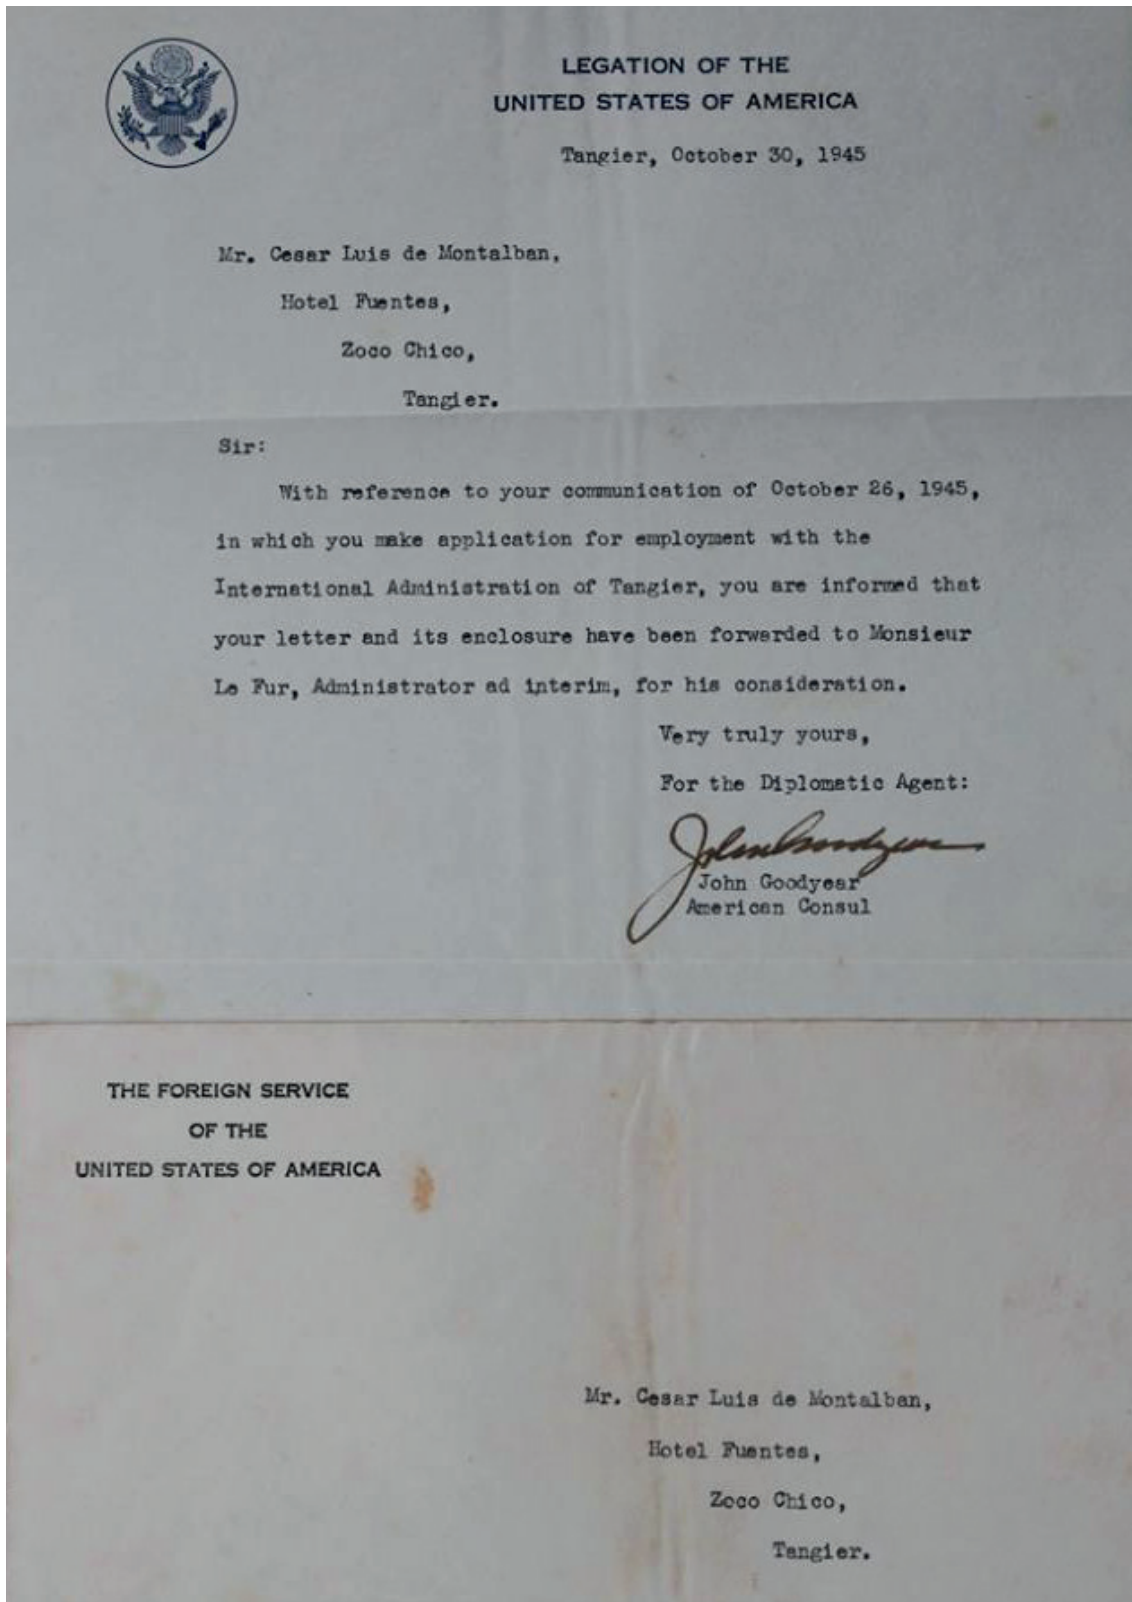 LEGATION OF THE
UNITED STATES OF AMERICA
Tangier, October 30, 1945
Mr. Cesar Luis de Montalban,
Hotel Fuentes,
Zoco Chico,
Tangier.
Sir:
With reference to your communication of October 26, 1945,
in which you make application for employment with the
International Administration of Tangier, you are informed that
your letter and its enclosure have been forwarded to Monsieur
Le Fur, Administrator ad interim, for his consideration.
Very truly yours,
For the Diplomatic Agent:
John Goodyear
John Goodyear
American Consul
THE FOREIGN SERVICE
OF THE
UNITED STATES OF AMERICA
Mr. Cesar Luis de Montalban,
Hotel Fuentes,
Zoco Chico,
Tangier.